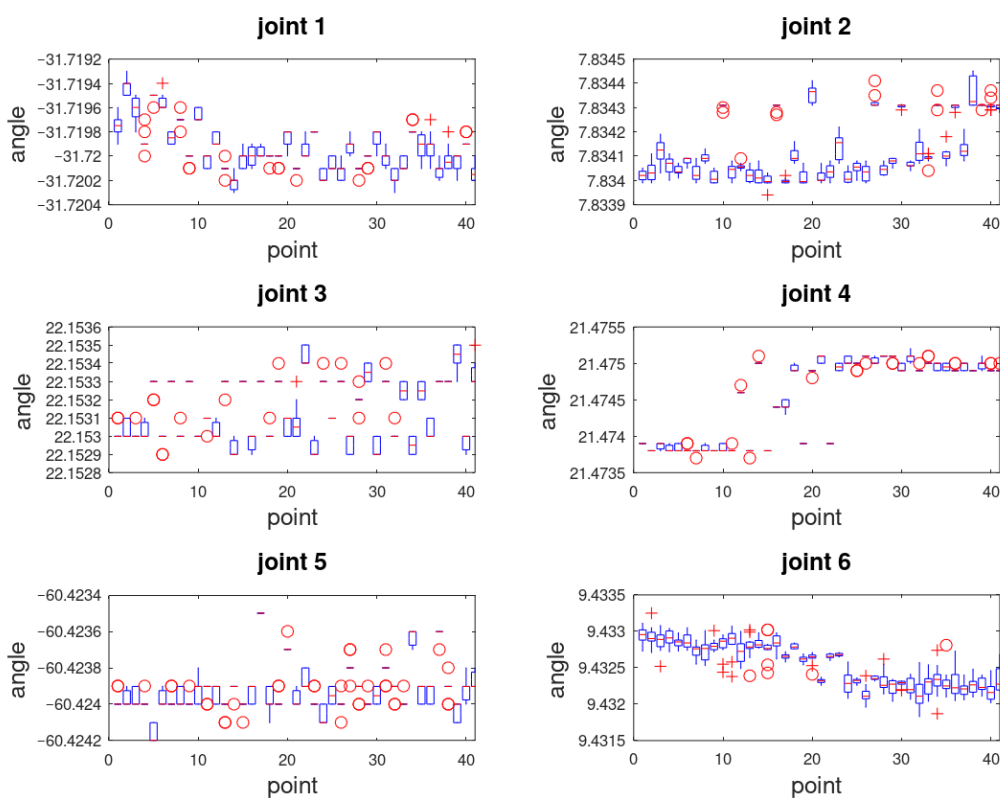 joint 1
−31.7192
−31.7194
−31.7196
−31.7198
−31.72
−31.7202
−31.7204
angle
0 10 20 30 40
point
joint 2
7.8345
7.8344
7.8343
7.8342
7.8341
7.834
7.8339
angle
0 10 20 30 40
point
joint 3
22.1536
22.1535
22.1534
22.1533
22.1532
22.1531
22.153
22.1529
22.1528
angle
0 10 20 30 40
point
joint 4
21.4755
21.475
21.4745
21.474
21.4735
angle
0 10 20 30 40
point
joint 5
−60.4234
−60.4236
−60.4238
−60.424
−60.4242
angle
0 10 20 30 40
point
joint 6
9.4335
9.433
9.4325
9.432
9.4315
angle
0 10 20 30 40
point